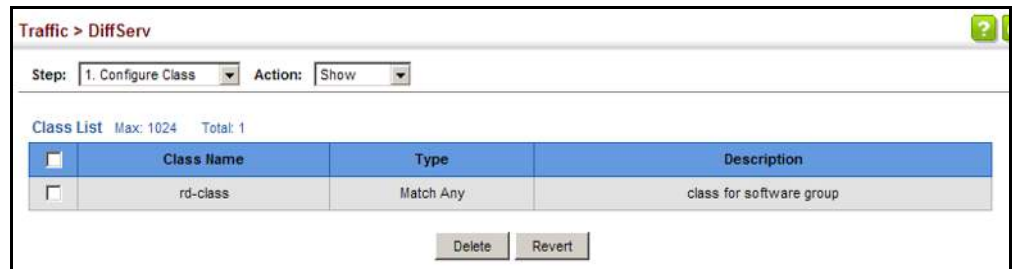 Traffic > DiffServ
?
Step: 1. Configure Class Action: Show
Class List Max: 1024 Total: 1
Class Name Type Description
rd-class Match Any class for software group
Delete Revert